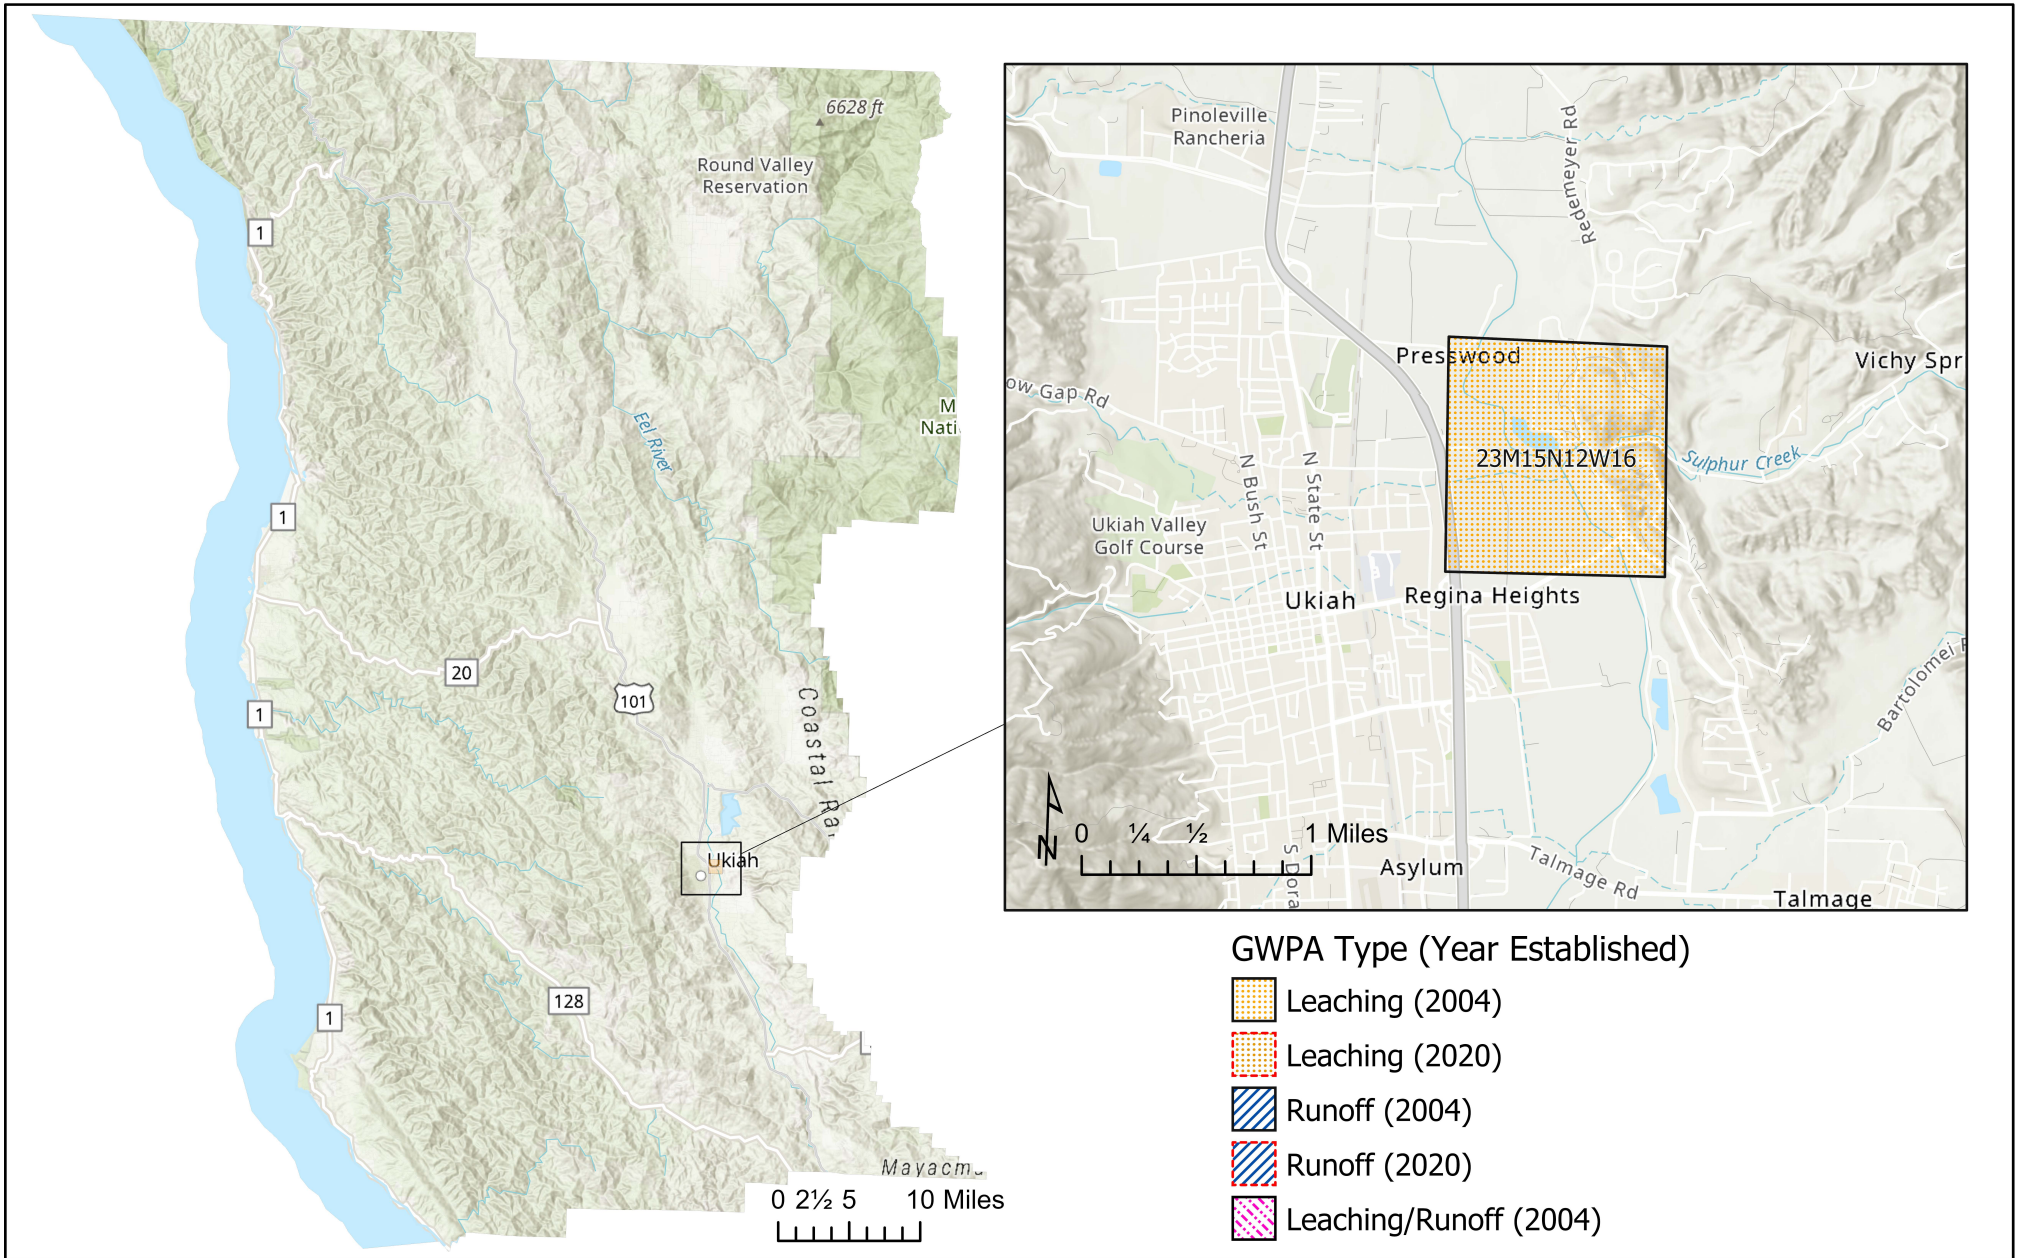 6628 ft
Round Valley
Reservation
1
Eel River
M
Nati
1
20
101
1
Coastal Ra
Ukiah
128
1
Mayacm
0 2½ 5 10 Miles
Pinoleville
Rancheria
Redemeyer Rd
Presswood
Vichy Spr
ow Gap Rd
23M15N12W16
Sulphur Creek
N Bush St
N State St
Ukiah Valley
Golf Course
Ukiah
Regina Heights
Bartolomei
N
0 ¼ ½ 1 Miles
S Dora
Asylum
Talmage Rd
Talmage
GWPA Type (Year Established)
Leaching (2004)
Leaching (2020)
Runoff (2004)
Runoff (2020)
Leaching/Runoff (2004)